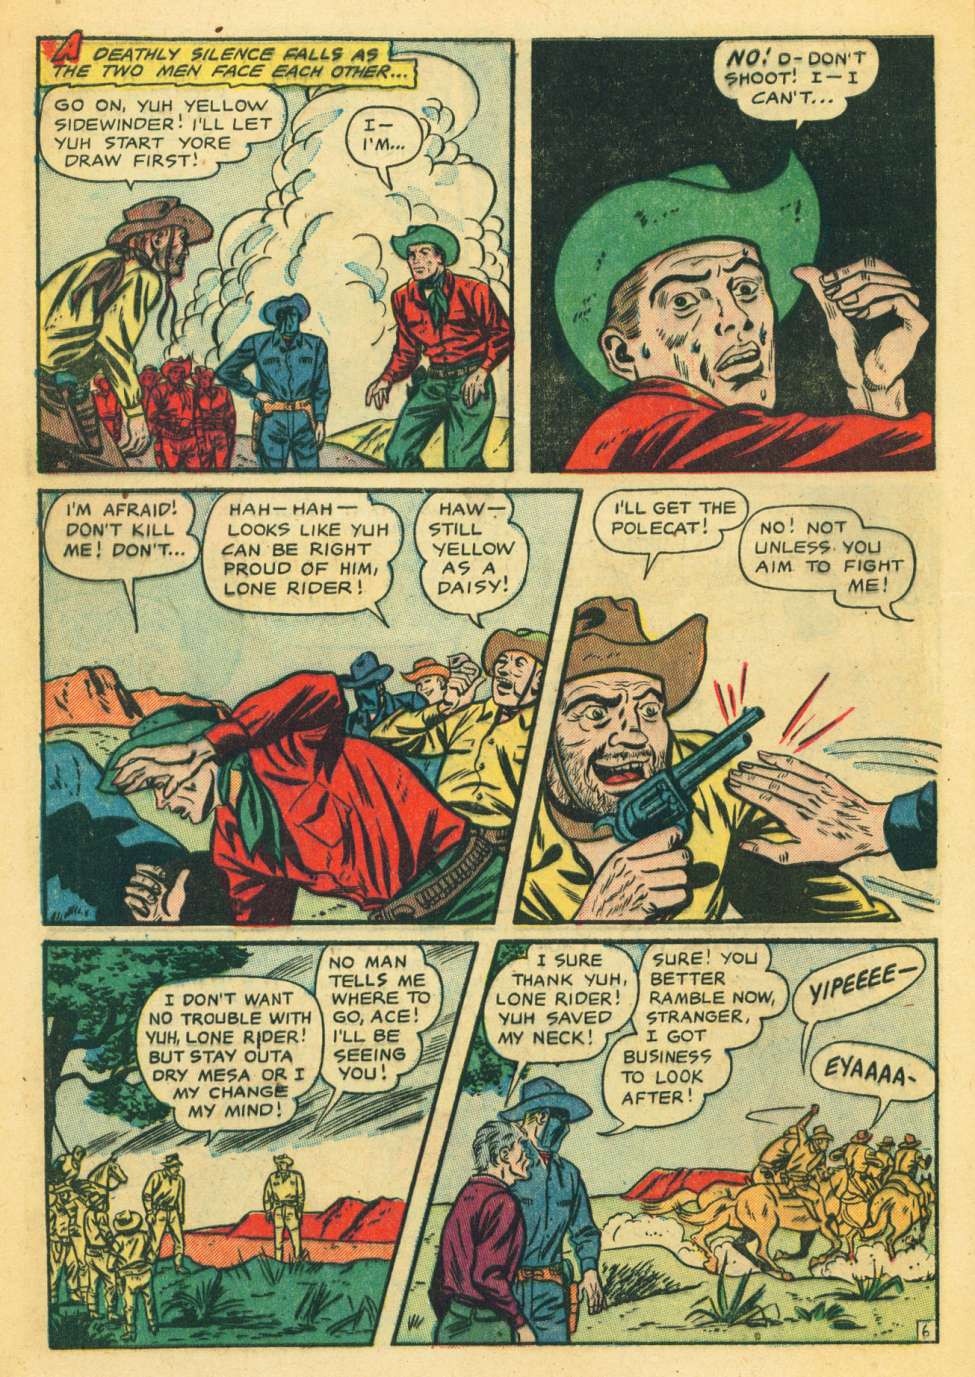 A DEATHLY SILENCE FALLS AS
THE TWO MEN FACE EACH OTHER...
GO ON, YUH YELLOW
SIDEWINDER! I'LL LET
YUH START YORE
DRAW FIRST!
I—
I'M...
NO! D-DON'T
SHOOT! I—I
CAN'T...
I'M AFRAID!
DON'T KILL
ME! DON'T...
HAH—HAH—
LOOKS LIKE YUH
CAN BE RIGHT
PROUD OF HIM,
LONE RIDER!
HAW—
STILL
YELLOW
AS A
DAISY!
I'LL GET THE
POLECAT!
NO! NOT
UNLESS YOU
AIM TO FIGHT
ME!
I DON'T WANT
NO TROUBLE WITH
YUH, LONE RIDER!
BUT STAY OUTA
DRY MESA OR I
MY CHANGE
MY MIND!
NO MAN
TELLS ME
WHERE TO
GO, ACE!
I'LL BE
SEEING
YOU!
I SURE
THANK YUH,
LONE RIDER!
YUH SAVED
MY NECK!
SURE! YOU
BETTER
RAMBLE NOW,
STRANGER,
I GOT
BUSINESS
TO LOOK
AFTER!
YIPEEEE—
EYAAAA-
6